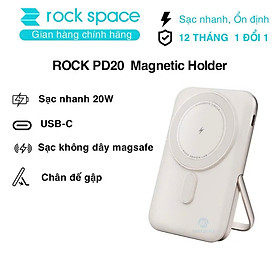 rock space
Gian hàng chính hãng
Sạc nhanh, Ổn định
12 THÁNG 1 ĐỔI 1
ROCK PD20 Magnetic Holder
Sạc nhanh 20W
USB-C
Sạc không dây magsafe
Chân đế gập